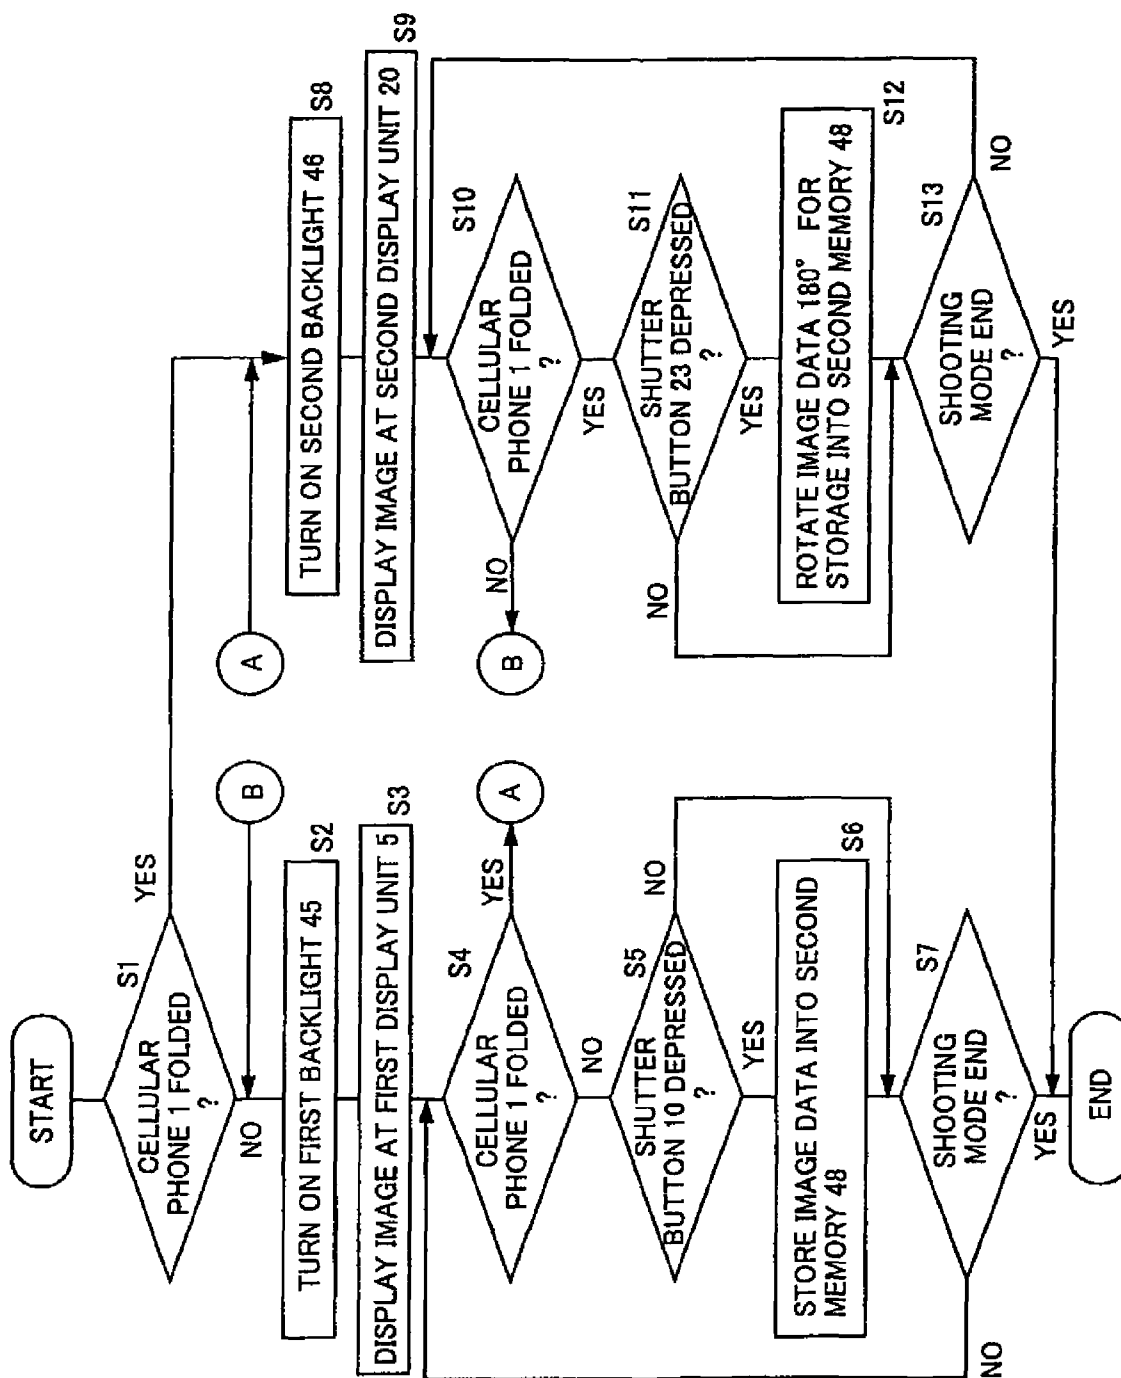 START
S1
CELLULAR
PHONE 1 FOLDED
?
YES
NO
B
S2
TURN ON FIRST BACKLIGHT 45
S3
DISPLAY IMAGE AT FIRST DISPLAY UNIT 5
S4
CELLULAR
PHONE 1 FOLDED
?
YES
A
NO
S5
SHUTTER
BUTTON 10 DEPRESSED
?
NO
YES
S6
STORE IMAGE DATA INTO SECOND
MEMORY 48
S7
SHOOTING
MODE END
?
NO
YES
END
A
S8
TURN ON SECOND BACKLIGHT 46
S9
DISPLAY IMAGE AT SECOND DISPLAY UNIT 20
S10
CELLULAR
PHONE 1 FOLDED
?
NO
B
YES
S11
SHUTTER
BUTTON 23 DEPRESSED
?
NO
YES
S12
ROTATE IMAGE DATA 180° FOR
STORAGE INTO SECOND MEMORY 48
S13
SHOOTING
MODE END
?
NO
YES